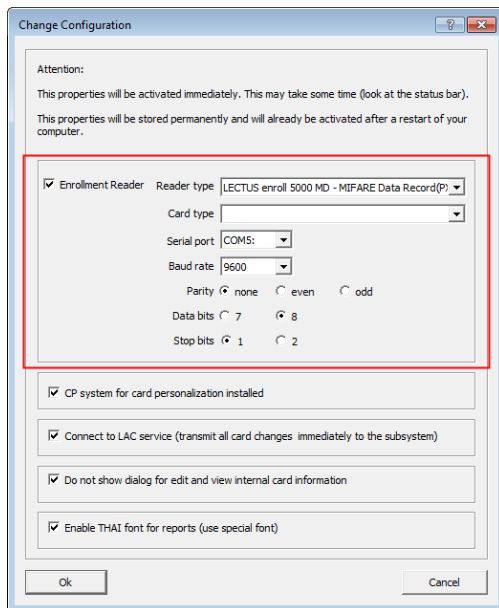 Change Configuration
Attention:
This properties will be activated immediately. This may take some time (look at the status bar).
This properties will be stored permanently and will already be activated after a restart of your
computer.
Enrollment Reader Reader type LECTUS enroll 5000 MD - MIFARE Data Record(P
Card type
Serial port COM5:
Baud rate 9600
Parity none even odd
Data bits 7 8
Stop bits 1 2
CP system for card personalization installed
Connect to LAC service (transmit all card changes immediately to the subsystem)
Do not show dialog for edit and view internal card information
Enable THAI font for reports (use special font)
Ok Cancel